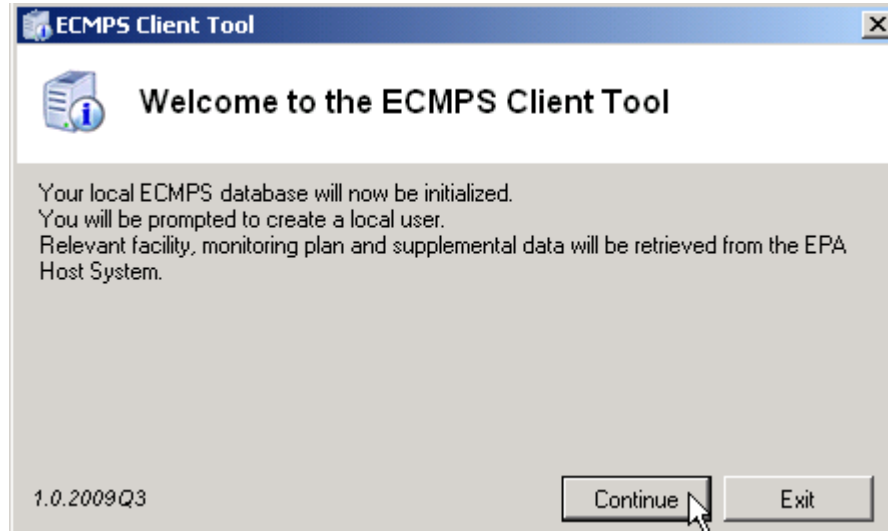 ECMPS Client Tool
Welcome to the ECMPS Client Tool
Your local ECMPS database will now be initialized.
You will be prompted to create a local user.
Relevant facility, monitoring plan and supplemental data will be retrieved from the EPA
Host System.
1.0.2009Q3
Continue
Exit